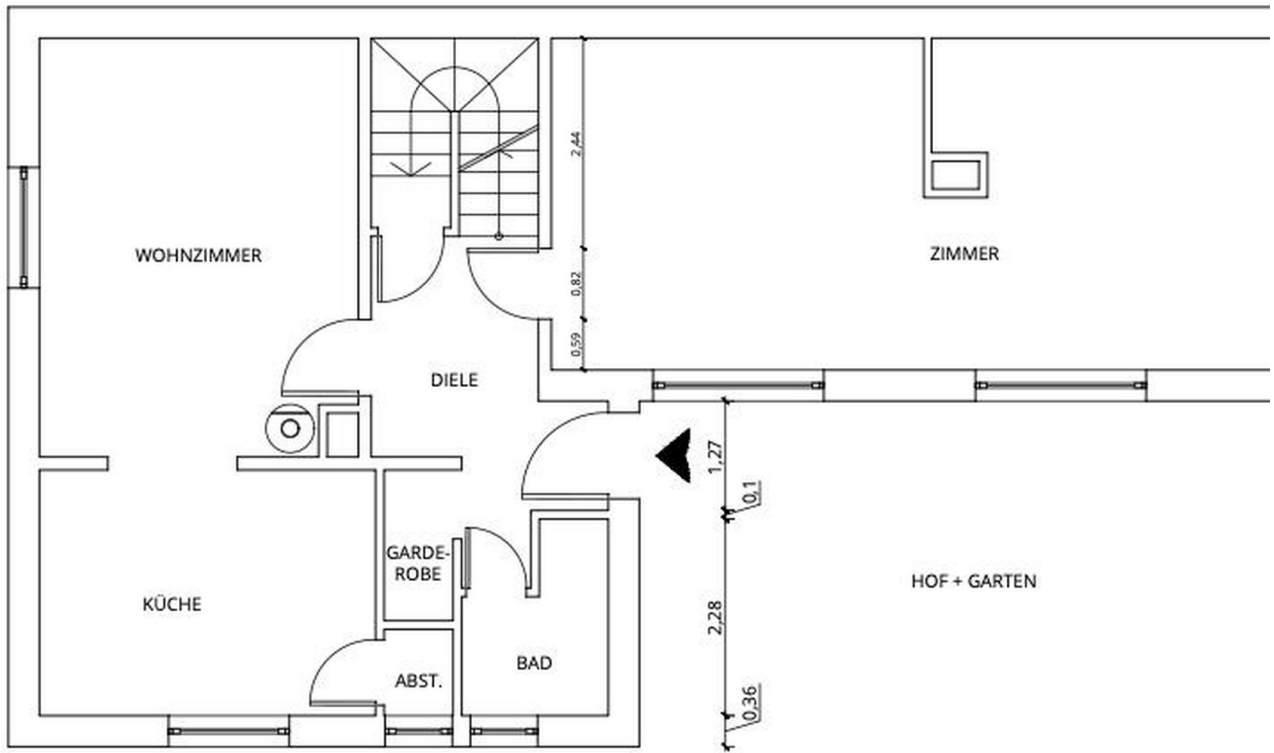 2,44
WOHNZIMMER
ZIMMER
0,82
0,59
DIELE
1,27
0,1
GARDE-
ROBE
HOF + GARTEN
KÜCHE
2,28
BAD
ABST.
0,36